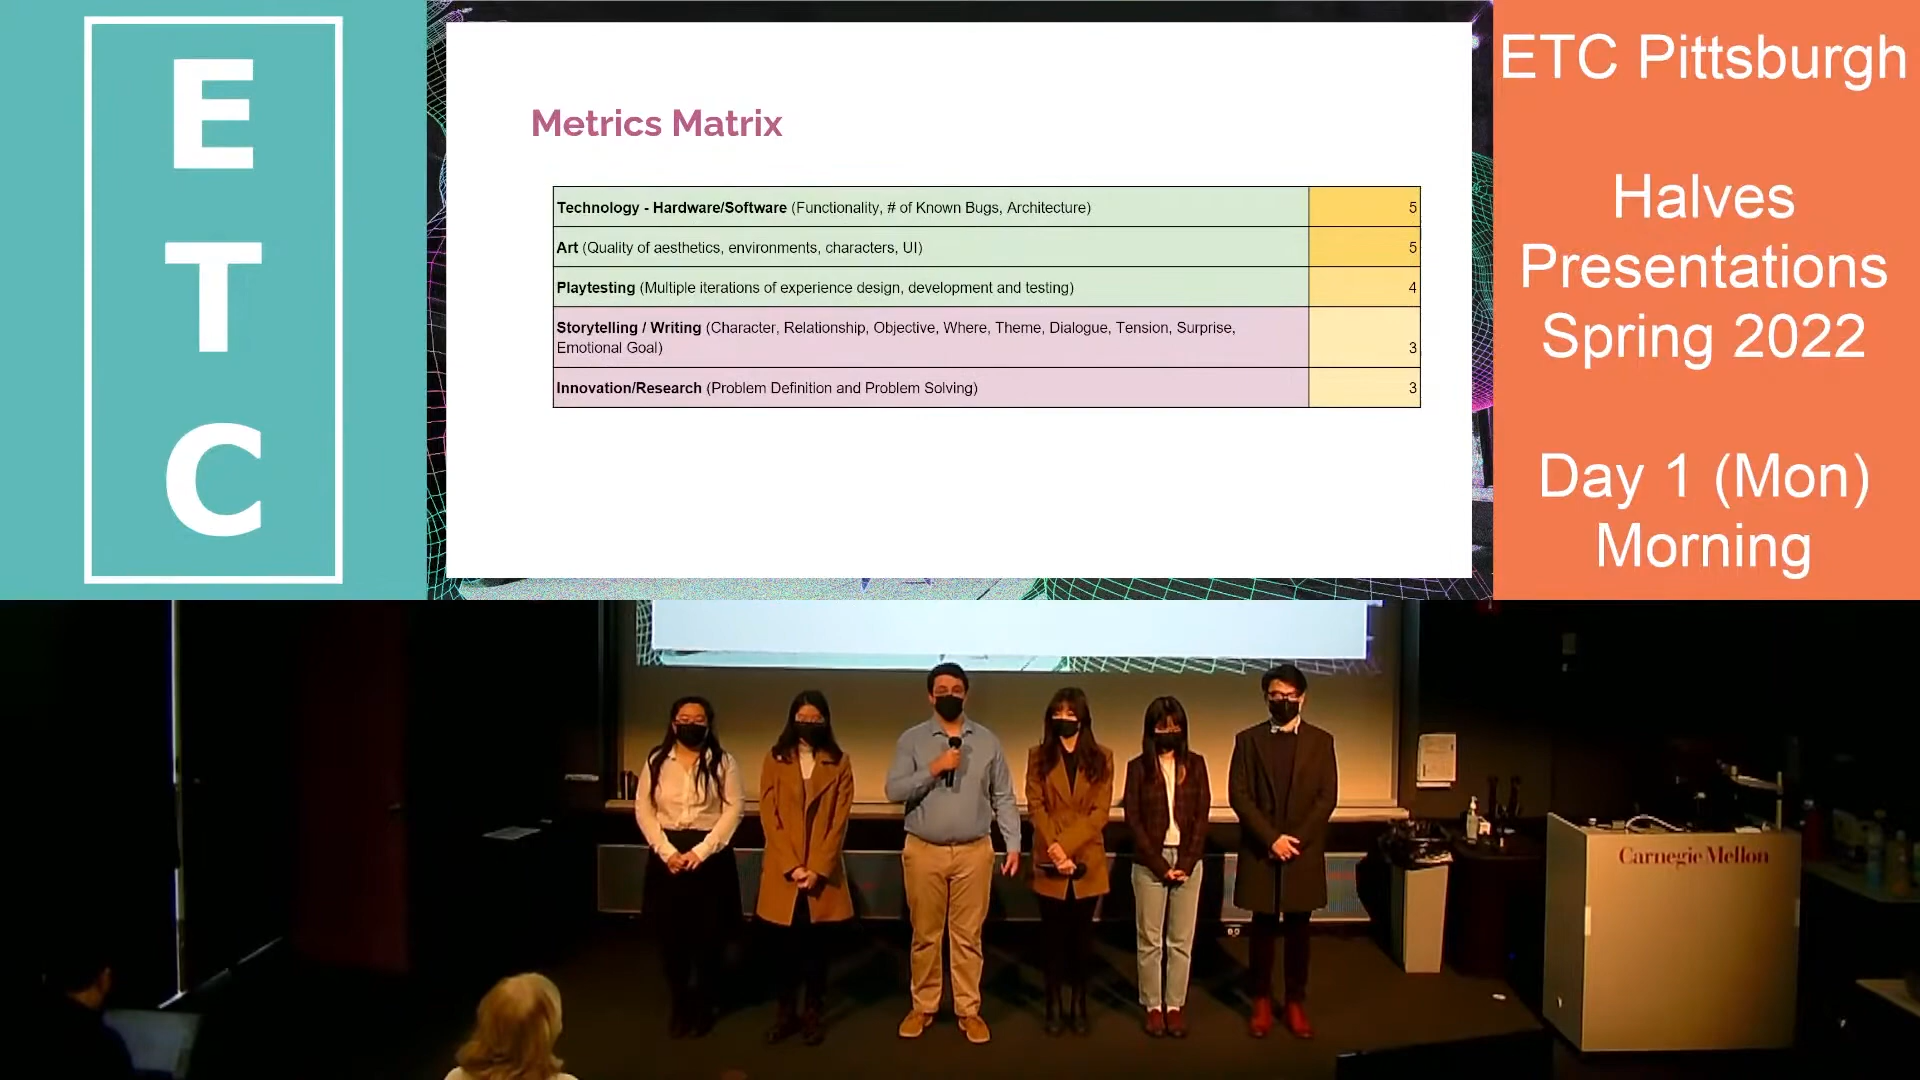 E
T
C
Metrics Matrix
Technology - Hardware/Software (Functionality, # of Known Bugs, Architecture) 5
Art (Quality of aesthetics, environments, characters, UI) 5
Playtesting (Multiple iterations of experience design, development and testing) 4
Storytelling / Writing (Character, Relationship, Objective, Where, Theme, Dialogue, Tension, Surprise,
Emotional Goal) 3
Innovation/Research (Problem Definition and Problem Solving) 3
ETC Pittsburgh
Halves
Presentations
Spring 2022
Day 1 (Mon)
Morning
Carnegie Mellon